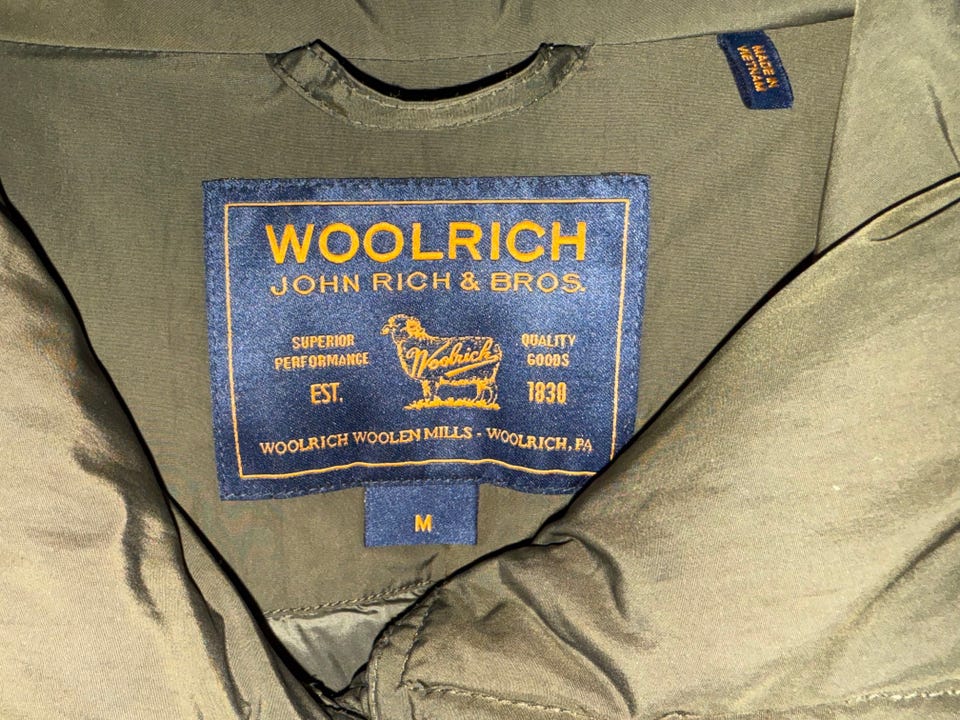 MADE IN
VIETNAM
WOOLRICH
JOHN RICH & BROS.
SUPERIOR
PERFORMANCE
EST.
Woolrich
QUALITY
GOODS
1830
WOOLRICH WOOLEN MILLS - WOOLRICH, PA
M